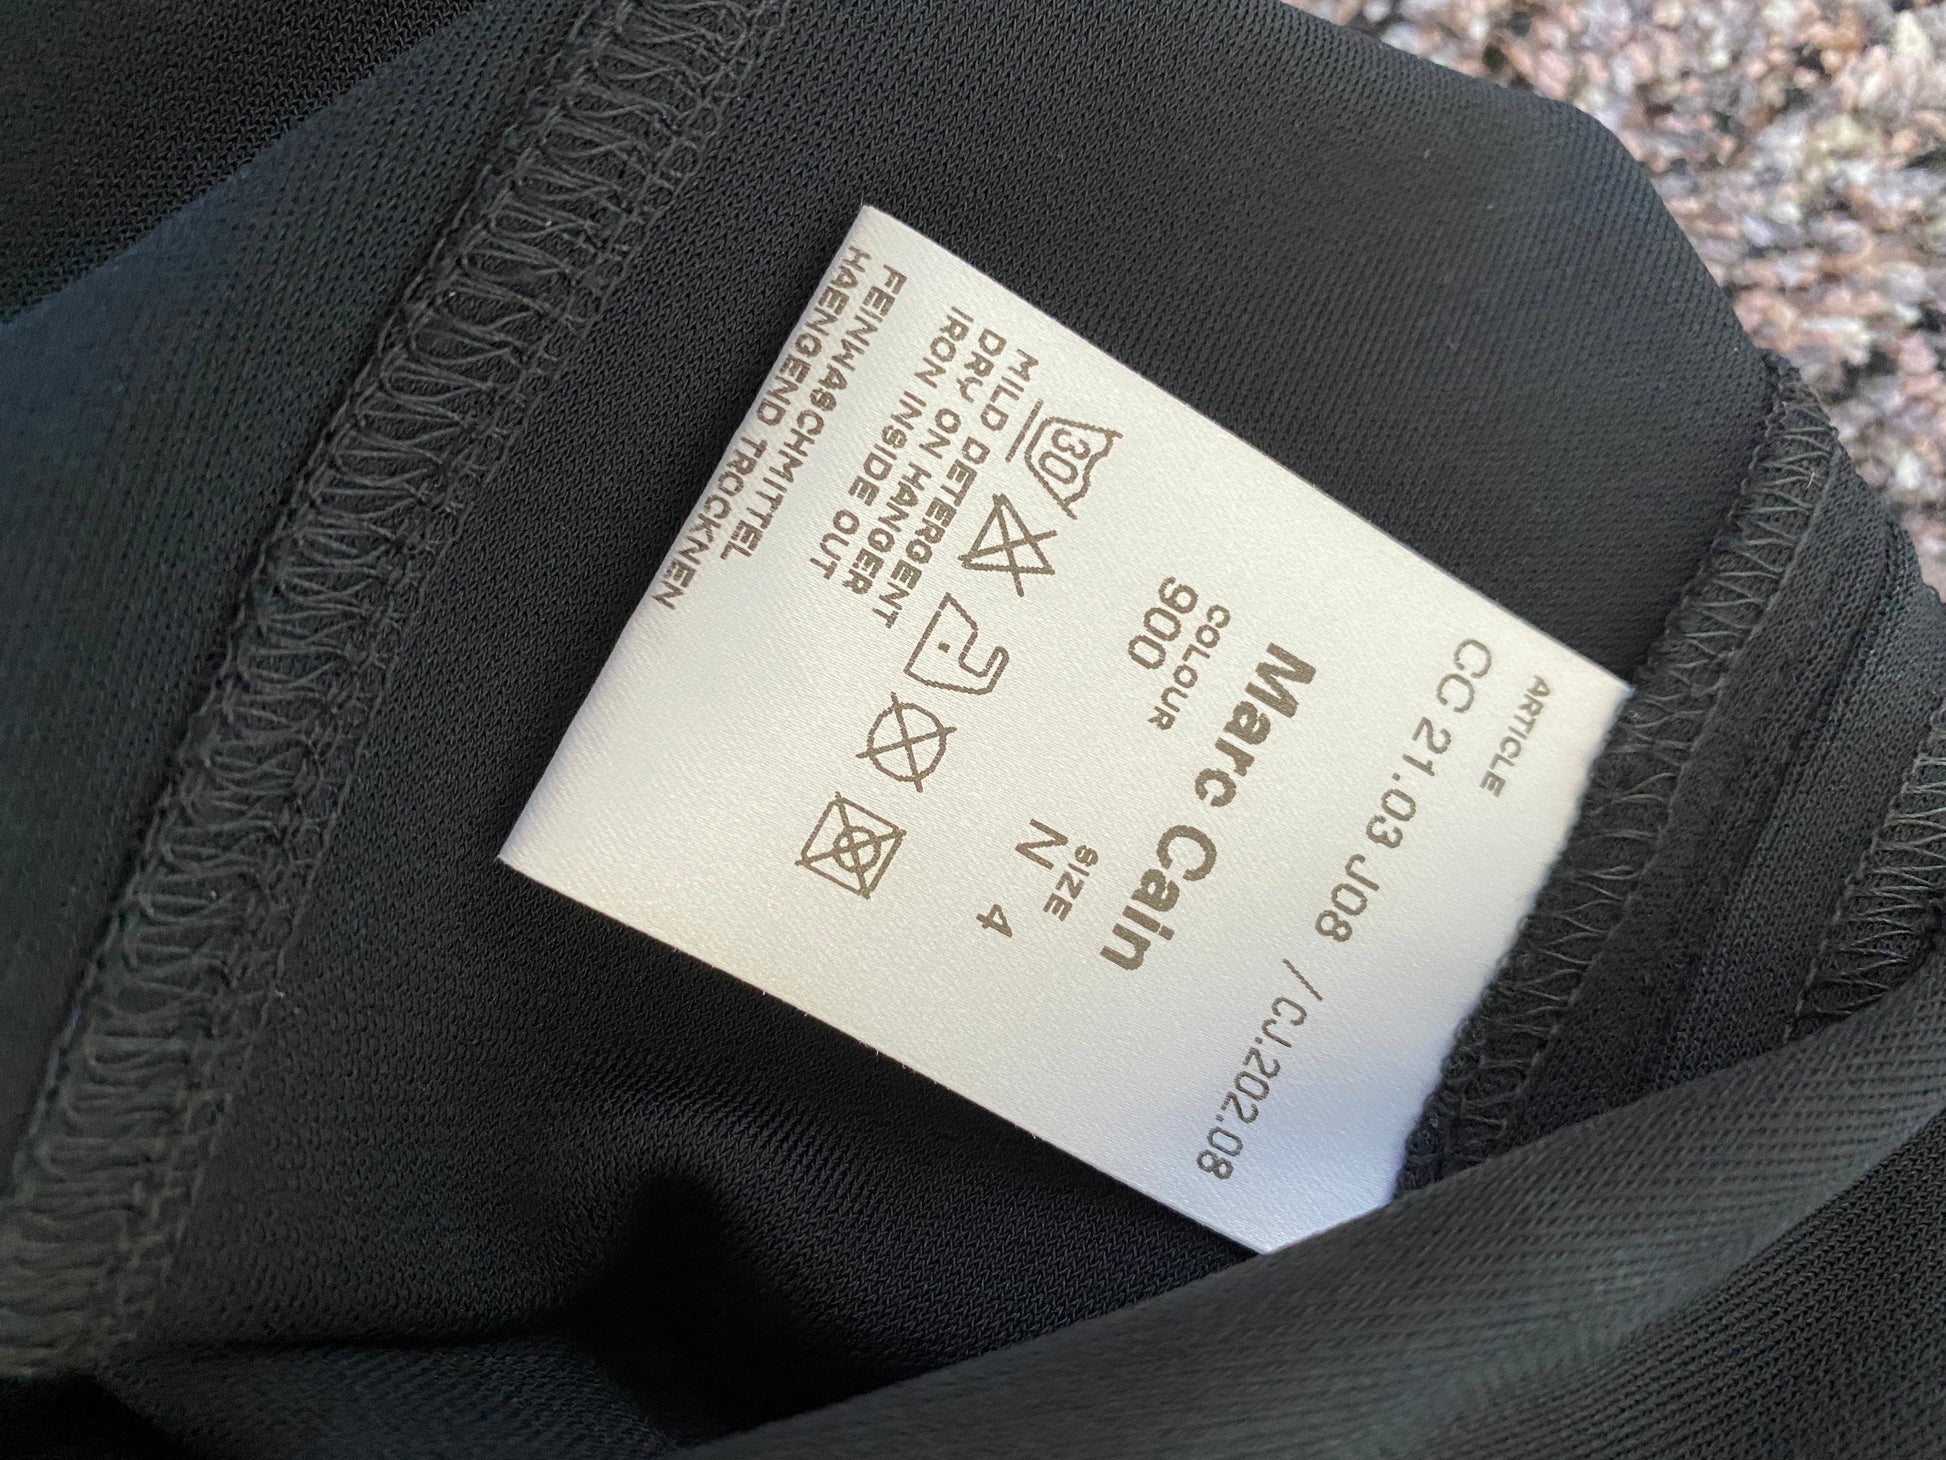 ARTICLE
CC 21.03 J08 / CJ.202.08
Marc Cain
COLOUR SIZE
900 N 4
30
MILD DETERGENT
DRY ON HANGER
IRON INSIDE OUT
FEINWASCHMITTEL
HAENGEND TROCKNEN